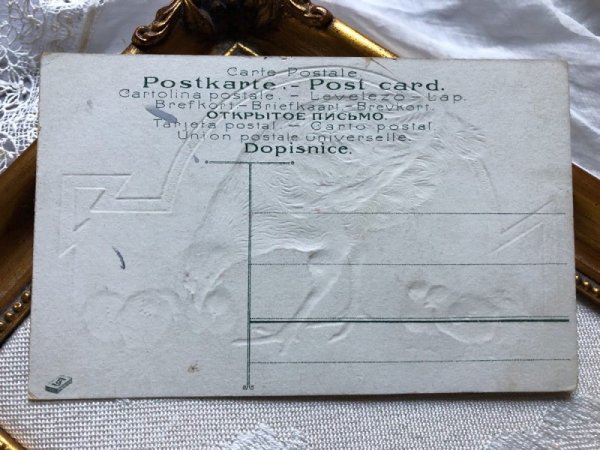 Carte Postale.
Postkarte. - Post card.
Cartolina postale. - Levelező-Lap.
Brefkort - Briefkaart - Brevkort.
ОТКРЫТОЕ ПИСЬМО.
Tarjeta postal. - Carto postal.
Union postale universelle.
Dopisnice.